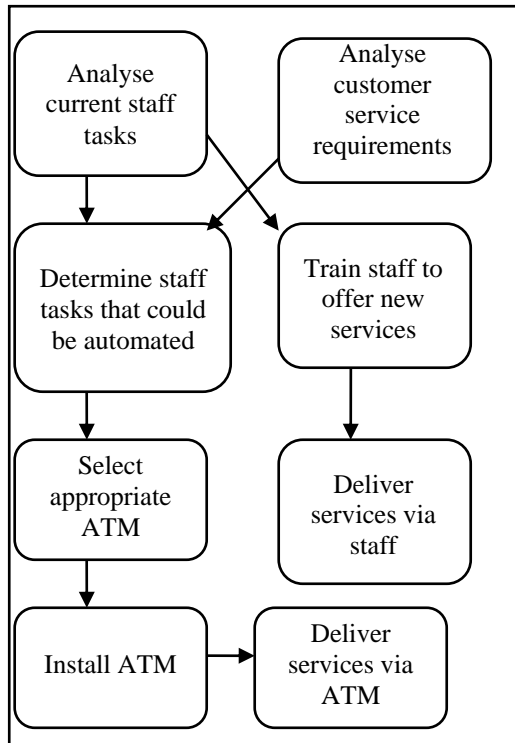 Analyse
current staff
tasks
Analyse
customer
service
requirements
Determine staff
tasks that could
be automated
Train staff to
offer new
services
Select
appropriate
ATM
Deliver
services via
staff
Install ATM
Deliver
services via
ATM